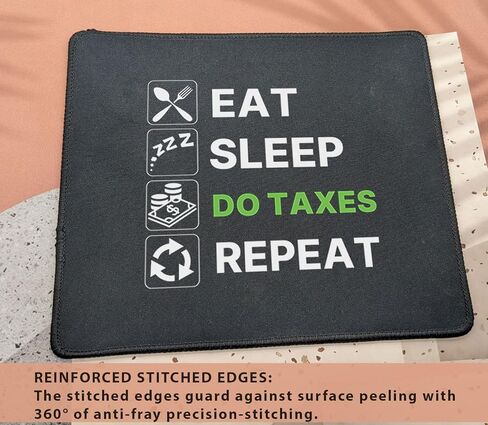 EAT
zzz
SLEEP
DO TAXES
REPEAT
REINFORCED STITCHED EDGES:
The stitched edges guard against surface peeling with
360° of anti-fray precision-stitching.